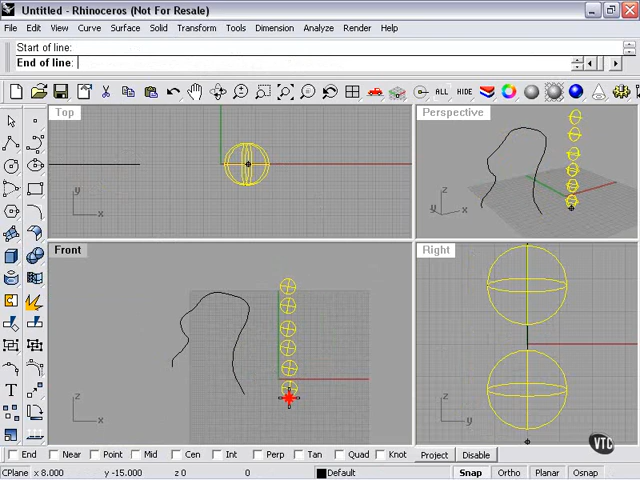 Untitled - Rhinoceros (Not For Resale)
File Edit View Curve Surface Solid Transform Tools Dimension Analyze Render Help
Start of line:
End of line:
ALL HIDE
Top
y
x
Perspective
z
y x
Front
z
x
Right
z
y
T
VTC
End Near Point Mid Cen Int Perp Tan Quad Knot Project Disable
CPlane x 8.000 y -15.000 z 0 0 Default Snap Ortho Planar Osnap